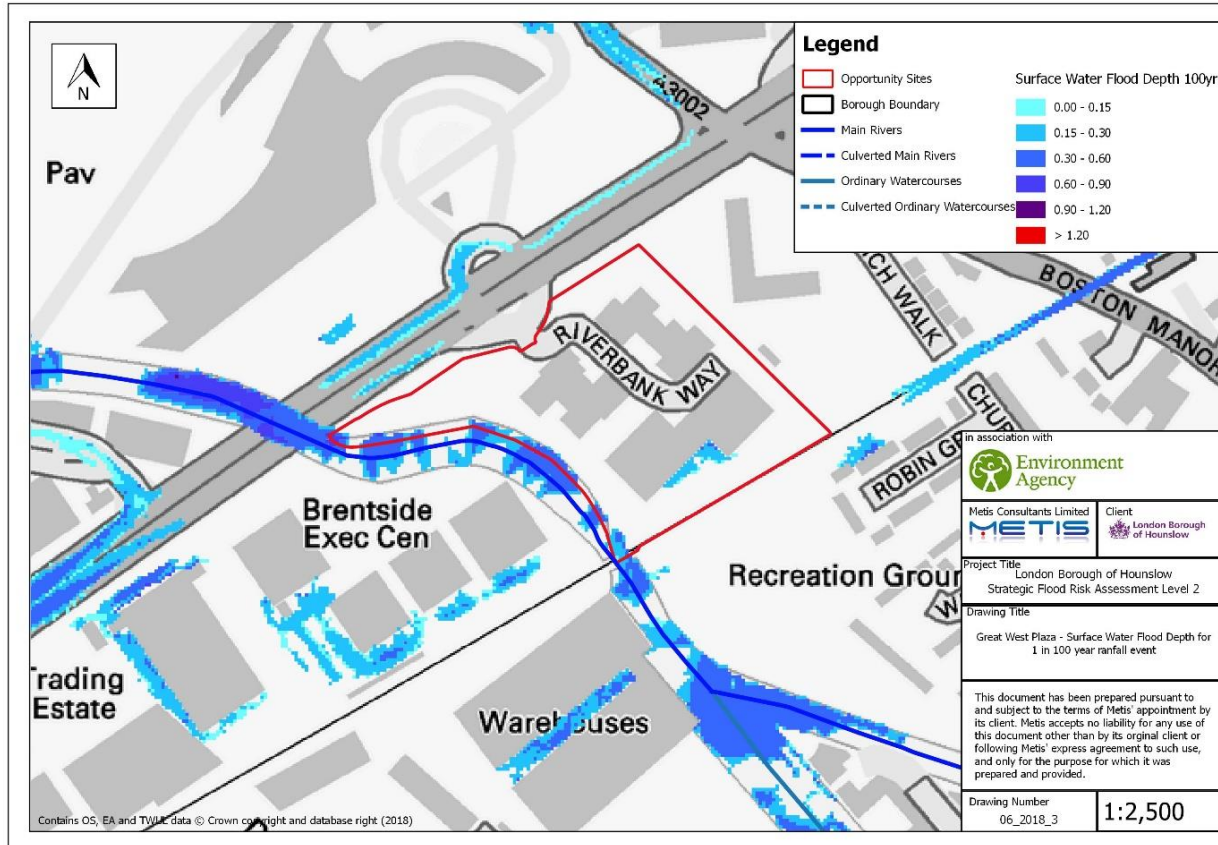 N
Pav
A3002
RIVERBANK WAY
BOSTON MANOR
CH WALK
CHUR
ROBIN GR
Brentside
Exec Cen
Recreation Groun
W
Trading
Estate
Warehouses
Contains OS, EA and TWUL data © Crown copyright and database right (2018)
Legend
Opportunity Sites
Borough Boundary
Main Rivers
Culverted Main Rivers
Ordinary Watercourses
Culverted Ordinary Watercourses
Surface Water Flood Depth 100yr
0.00 - 0.15
0.15 - 0.30
0.30 - 0.60
0.60 - 0.90
0.90 - 1.20
> 1.20
in association with
Environment
Agency
Metis Consultants Limited
METIS
Client
London Borough
of Hounslow
Project Title
London Borough of Hounslow
Strategic Flood Risk Assessment Level 2
Drawing Title
Great West Plaza - Surface Water Flood Depth for
1 in 100 year ranfall event
This document has been prepared pursuant to
and subject to the terms of Metis' appointment by
its client. Metis accepts no liability for any use of
this document other than by its orginal client or
following Metis' express agreement to such use,
and only for the purpose for which it was
prepared and provided.
Drawing Number
06_2018_3
1:2,500